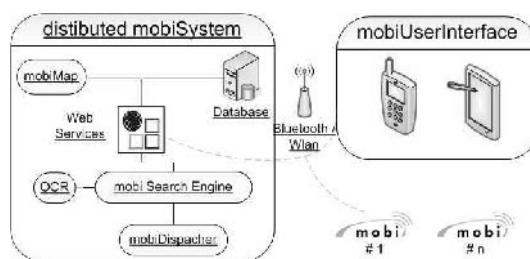 distibuted mobiSystem
mobiMap
Web
Services
Database
OCR
mobi Search Engine
mobiDispacher
Bluetooth /
Wlan
mobiUserInterface
mobi
# 1
mobi
# n